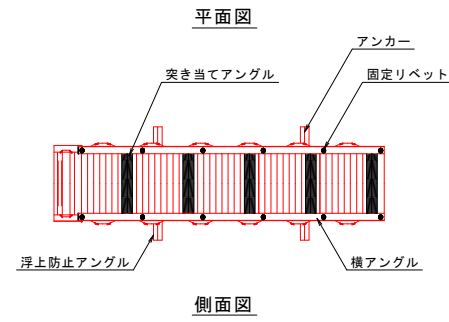 平面図
アンカー
突き当てアングル
固定リベット
浮上防止アングル
横アングル
側面図